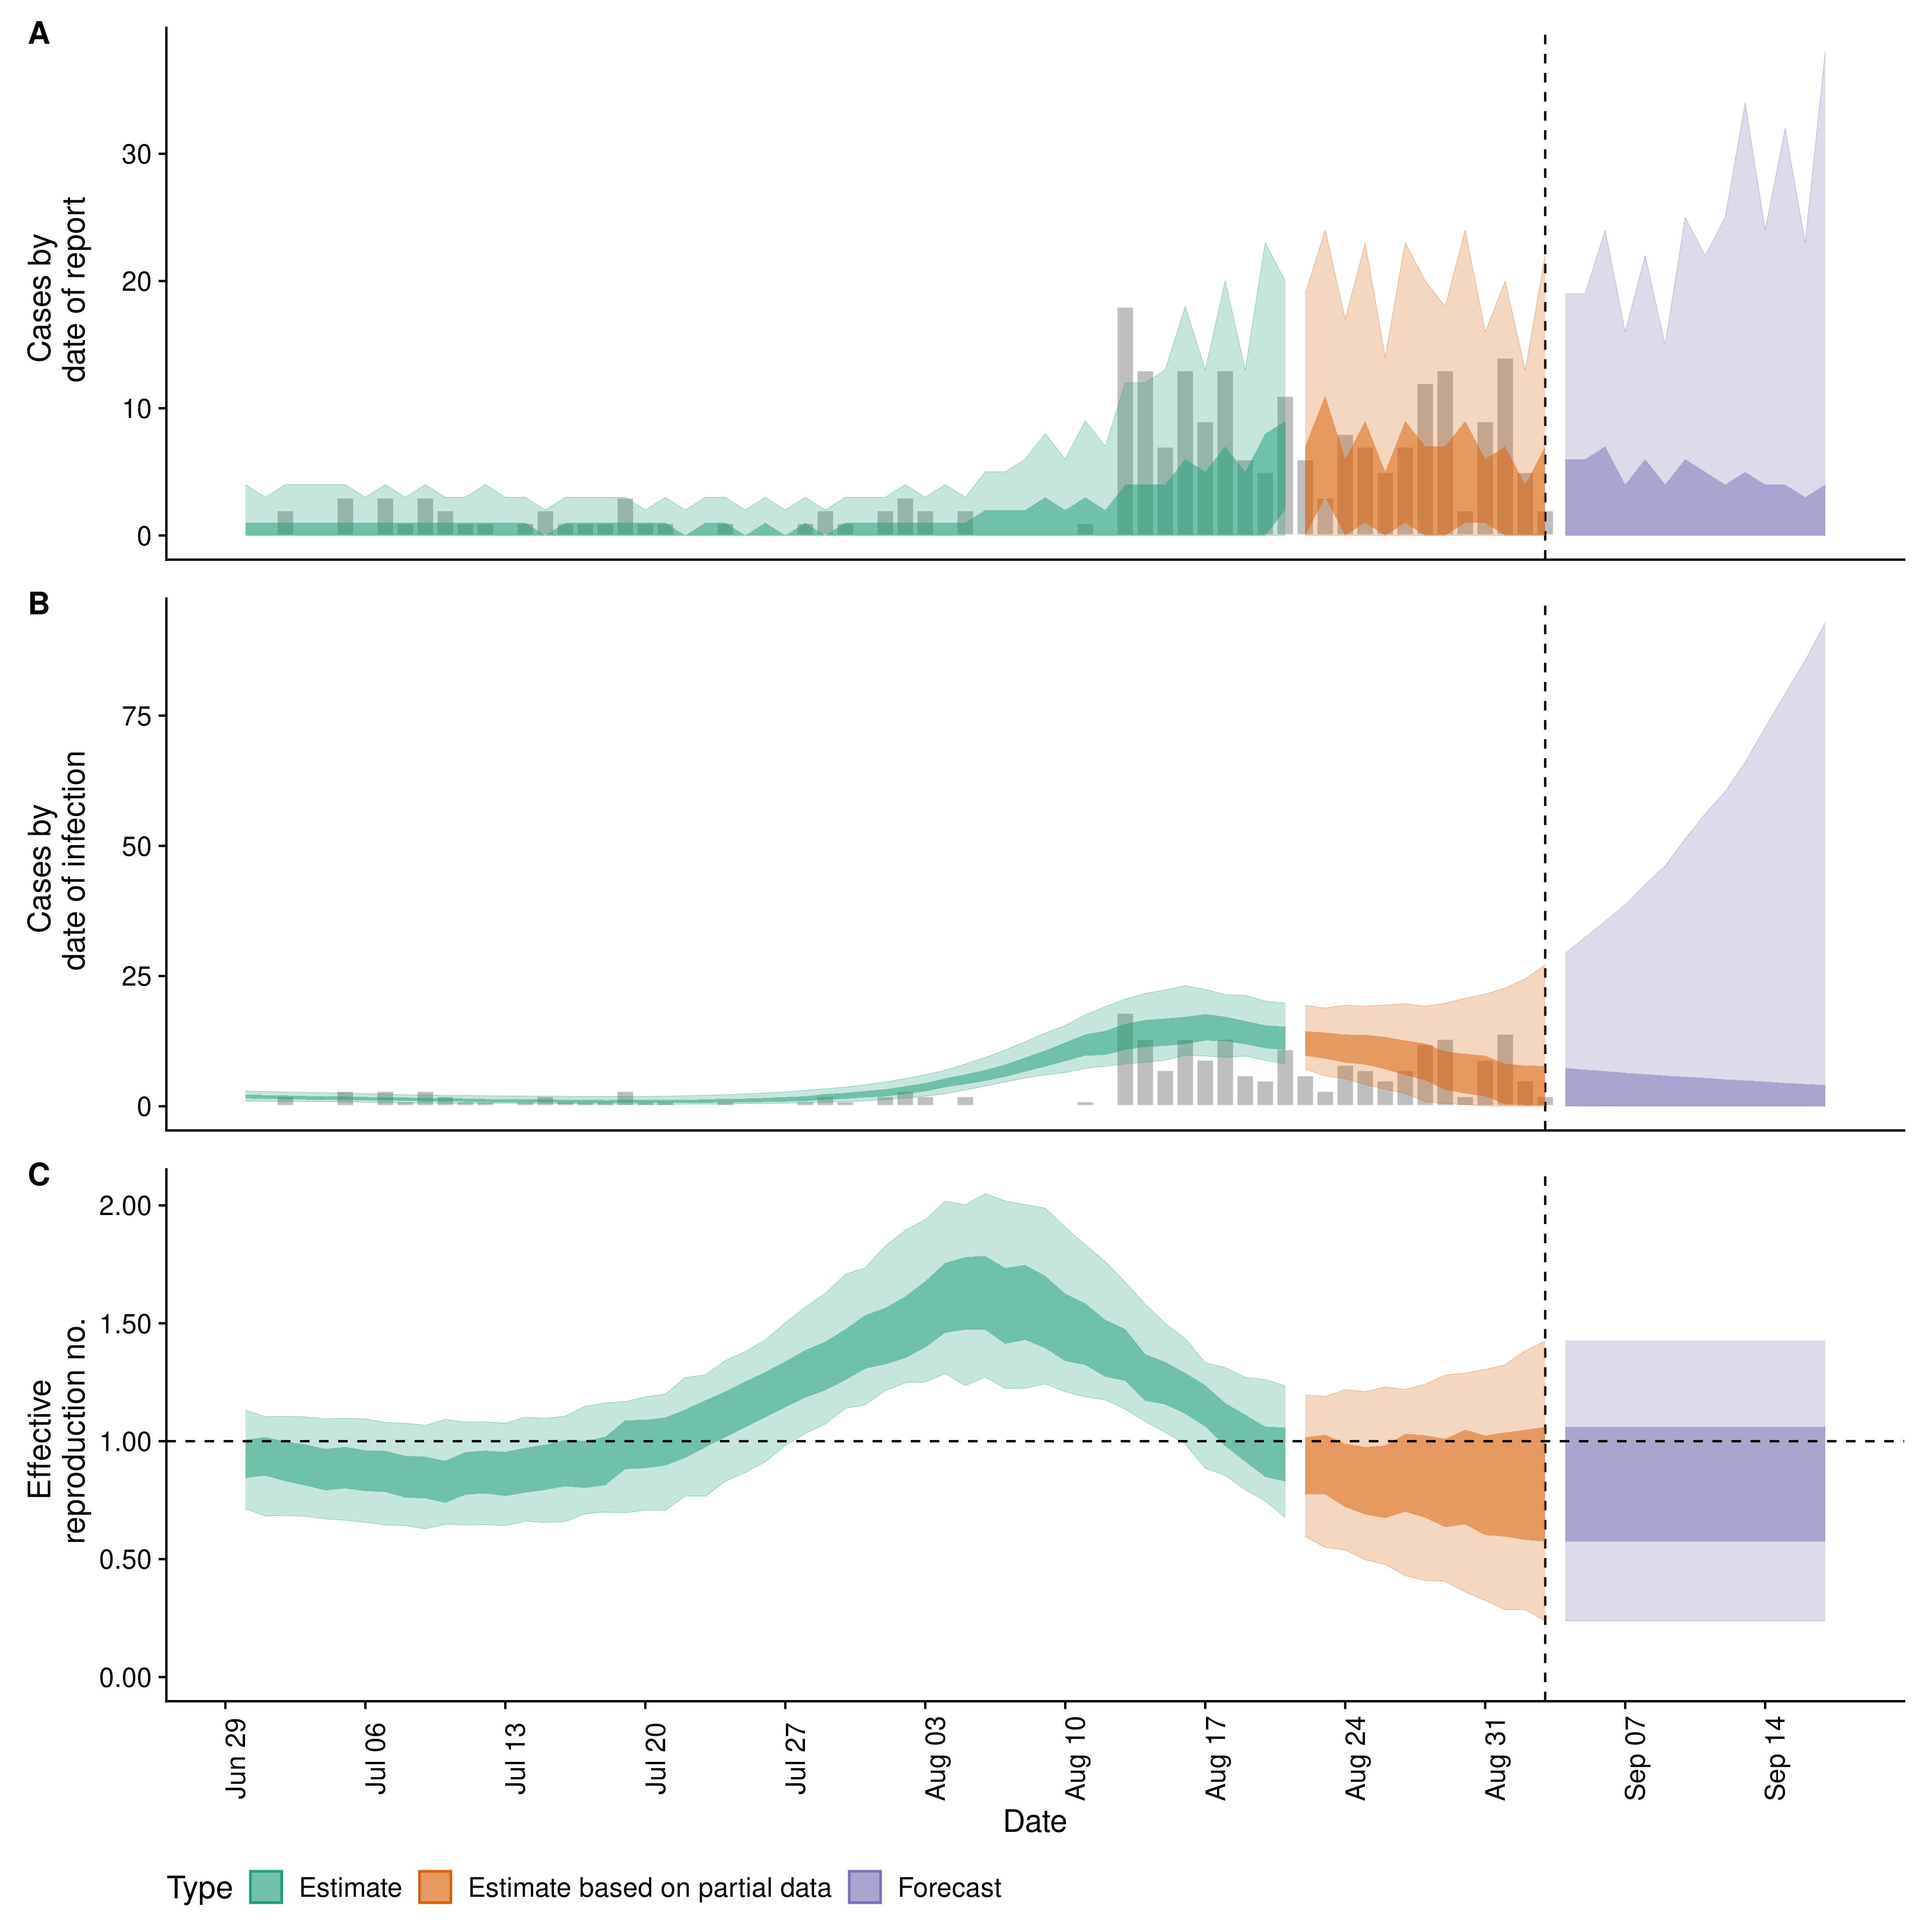 A
Cases by
date of report
30
20
10
0
B
Cases by
date of infection
75
50
25
0
C
Effective
reproduction no.
2.00
1.50
1.00
0.50
0.00
Jun 29
Jul 06
Jul 13
Jul 20
Jul 27
Aug 03
Aug 10
Aug 17
Aug 24
Aug 31
Sep 07
Sep 14
Date
Type
Estimate
Estimate based on partial data
Forecast